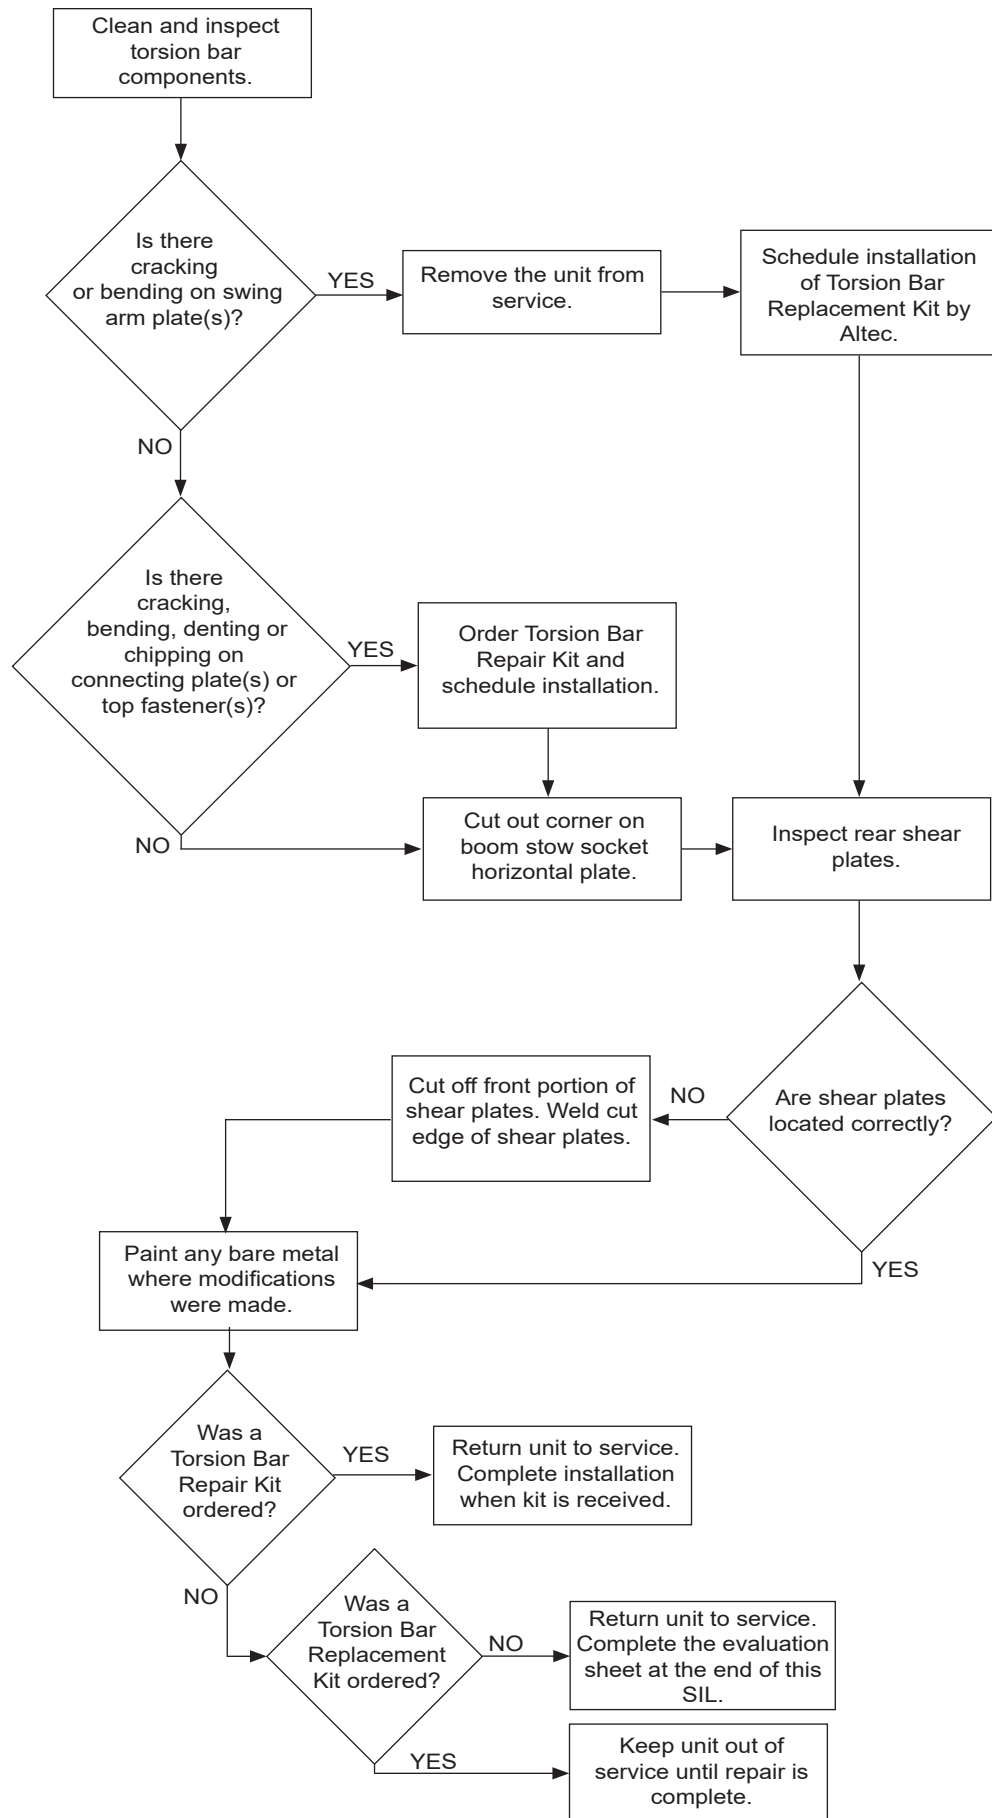 Clean and inspect
torsion bar
components.
Is there
cracking
or bending on swing
arm plate(s)?
YES
Remove the unit from
service.
Schedule installation
of Torsion Bar
Replacement Kit by
Altec.
NO
Is there
cracking,
bending, denting or
chipping on
connecting plate(s) or
top fastener(s)?
YES
Order Torsion Bar
Repair Kit and
schedule installation.
NO
Cut out corner on
boom stow socket
horizontal plate.
Inspect rear shear
plates.
Are shear plates
located correctly?
NO
Cut off front portion of
shear plates. Weld cut
edge of shear plates.
YES
Paint any bare metal
where modifications
were made.
Was a
Torsion Bar
Repair Kit
ordered?
YES
Return unit to service.
Complete installation
when kit is received.
NO
Was a
Torsion Bar
Replacement
Kit ordered?
NO
Return unit to service.
Complete the evaluation
sheet at the end of this
SIL.
YES
Keep unit out of
service until repair is
complete.